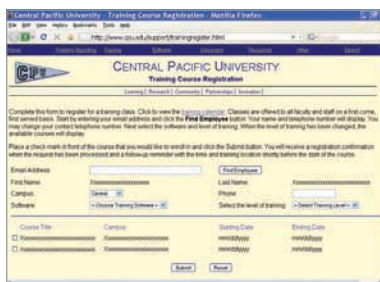 Central Pacific University - Training Course Registration - Mozilla Firefox
File Edit View History Bookmarks Tools Help
http://www.cpu.edu/support/trainingregister.html
CPU
CENTRAL PACIFIC UNIVERSITY
Training Course Registration
Learning | Research | Community | Partnerships | Innovation |
Complete this form to register for a training class. Click to view the training calendar. Classes are offered to all faculty and staff on a first come,
first served basis. Start by entering your email address and click the Find Employee button. Your name and telephone number will display. You
may change your contact telephone number. Next select the software and level of training. When the level of training has been changed, the
available courses will display.
Place a check mark in front of the course that you would like to enroll in and click the Submit button. You will receive a registration confirmation
when the request has been processed and a follow-up reminder with the time and training location shortly before the start of the course.
Email Address: Find Employee
First Name: Last Name:
Campus: Central Phone:
Software: < Choose Training Software > Select the level of training: < Select Training Level >
Course Title Campus Starting Date Ending Date
mm/dd/yyyy mm/dd/yyyy
mm/dd/yyyy mm/dd/yyyy
Submit Reset